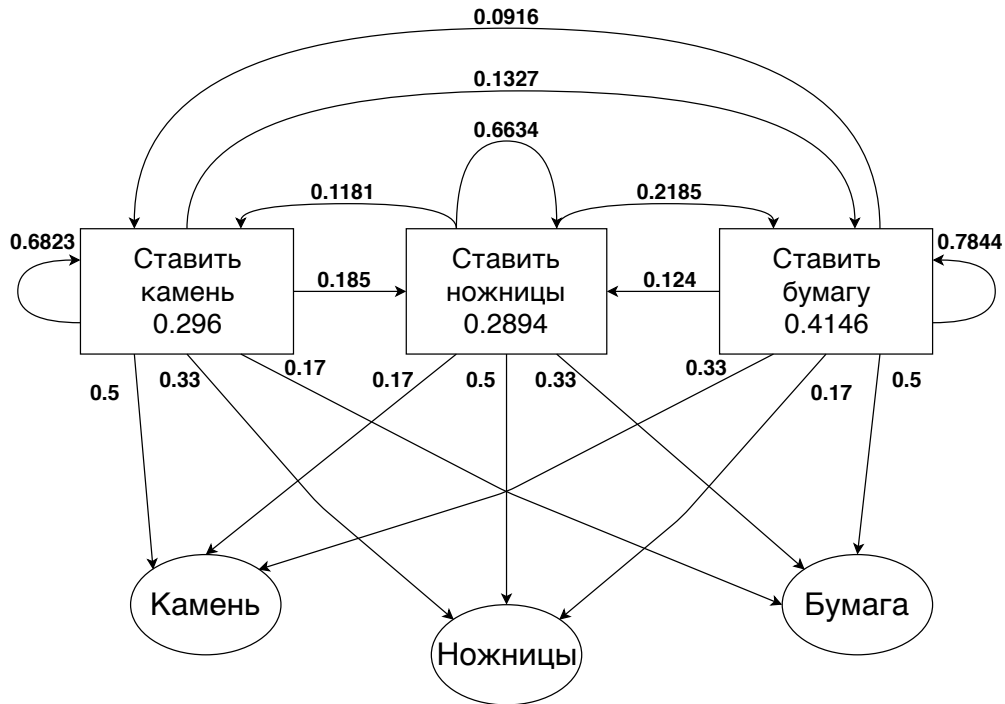 0.0916
0.1327
0.6634
0.1181
0.2185
0.6823
0.7844
Ставить
камень
0.296
0.185
Ставить
ножницы
0.2894
0.124
Ставить
бумагу
0.4146
0.5
0.33
0.17
0.17
0.5
0.33
0.33
0.17
0.5
Камень
Ножницы
Бумага